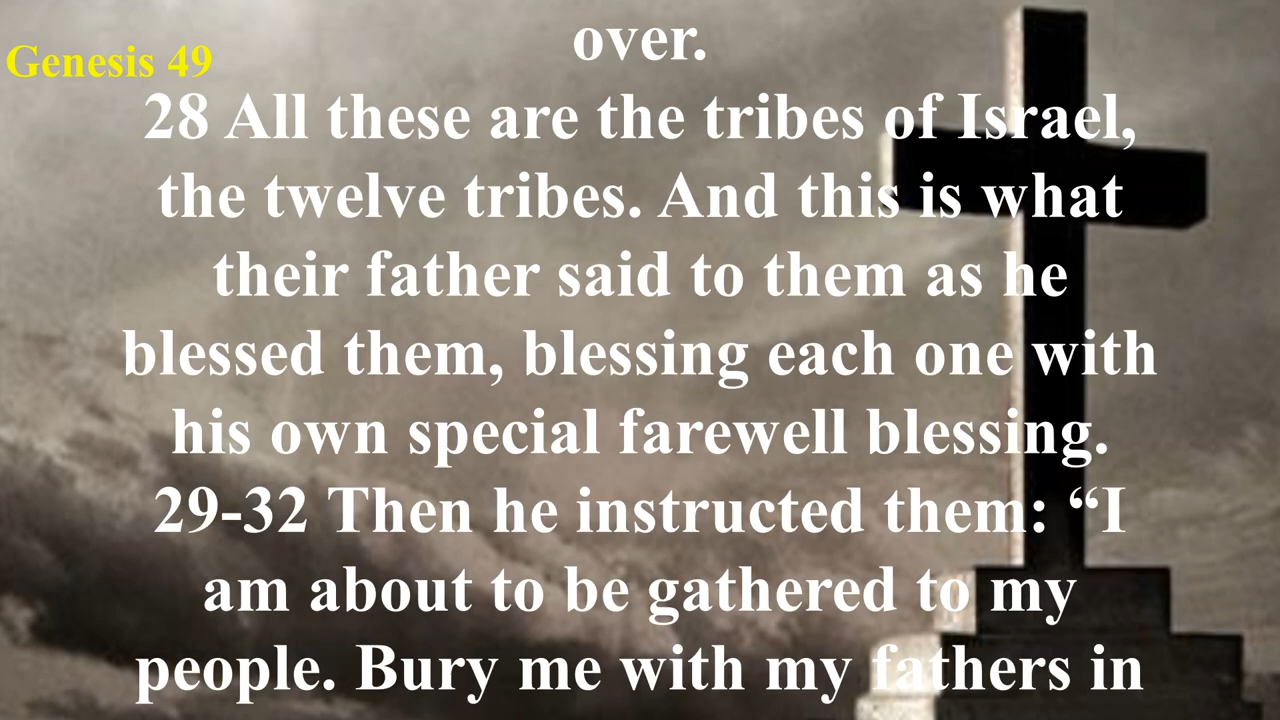 over.
Genesis 49
28 All these are the tribes of Israel,
the twelve tribes. And this is what
their father said to them as he
blessed them, blessing each one with
his own special farewell blessing.
29-32 Then he instructed them: “I
am about to be gathered to my
people. Bury me with my fathers in